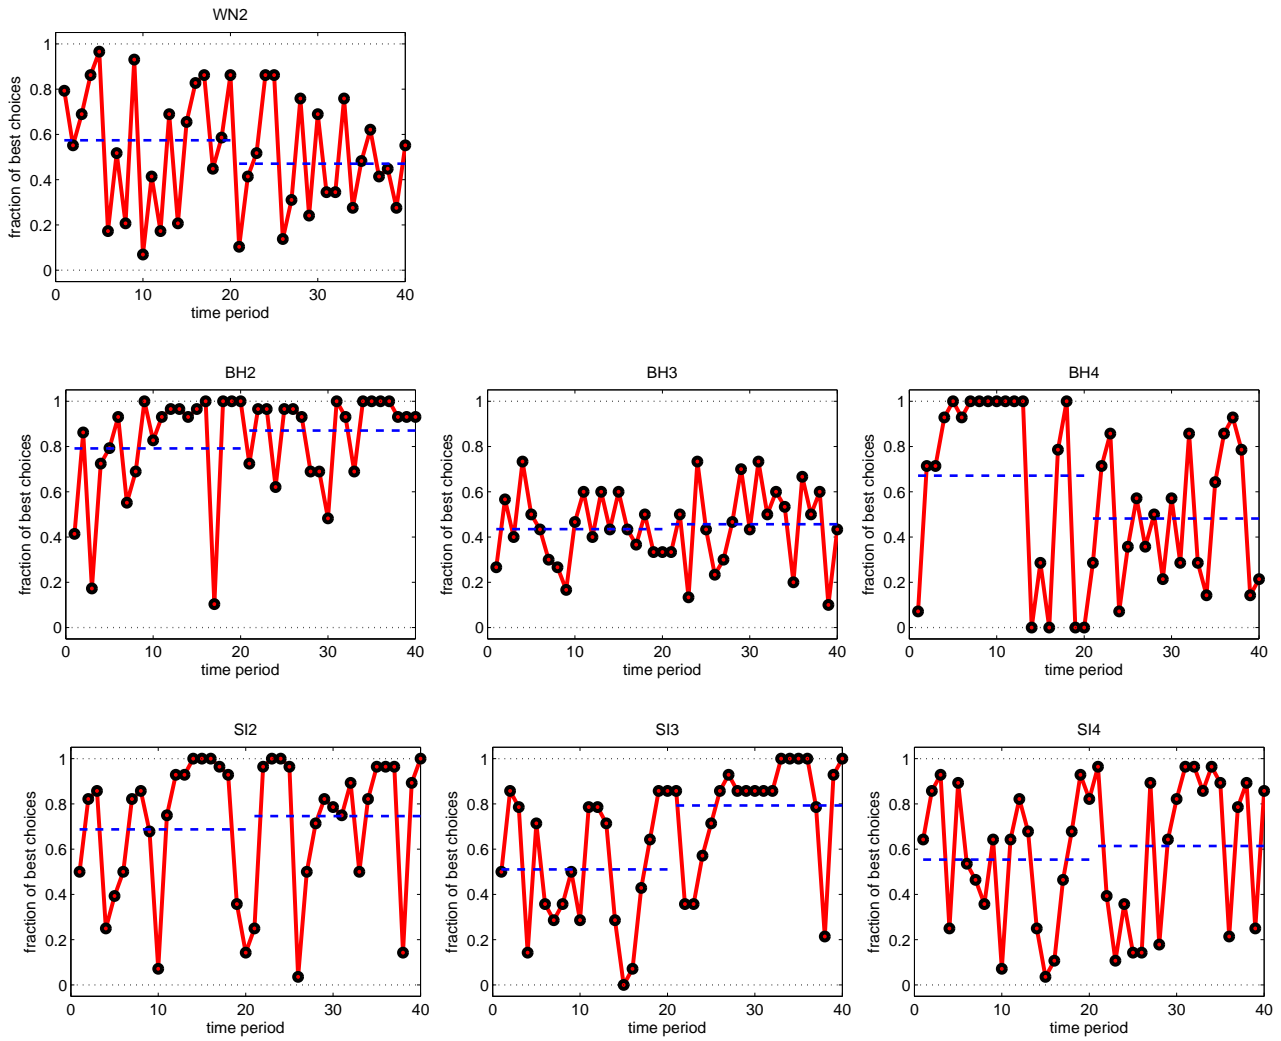 WN2
fraction of best choices
1
0.8
0.6
0.4
0.2
0
0 10 20 30 40
time period
BH2 BH3 BH4
fraction of best choices fraction of best choices fraction of best choices
1 1 1
0.8 0.8 0.8
0.6 0.6 0.6
0.4 0.4 0.4
0.2 0.2 0.2
0 0 0
0 10 20 30 40 0 10 20 30 40 0 10 20 30 40
time period time period time period
SI2 SI3 SI4
fraction of best choices fraction of best choices fraction of best choices
1 1 1
0.8 0.8 0.8
0.6 0.6 0.6
0.4 0.4 0.4
0.2 0.2 0.2
0 0 0
0 10 20 30 40 0 10 20 30 40 0 10 20 30 40
time period time period time period